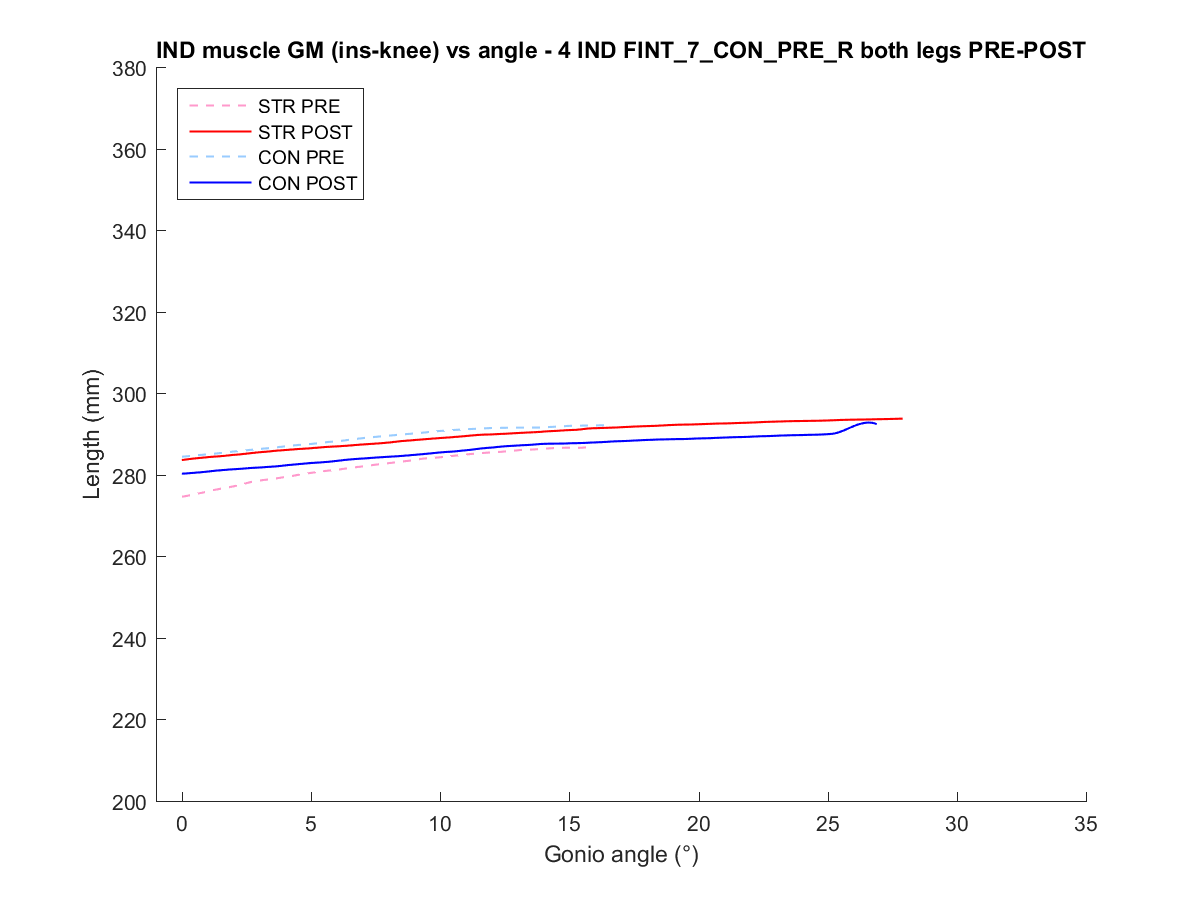 IND muscle GM (ins-knee) vs angle - 4 IND FINT_7_CON_PRE_R both legs PRE-POST
380
360
340
320
300
280
260
240
220
200
STR PRE
STR POST
CON PRE
CON POST
Length (mm)
0 5 10 15 20 25 30 35
Gonio angle (°)